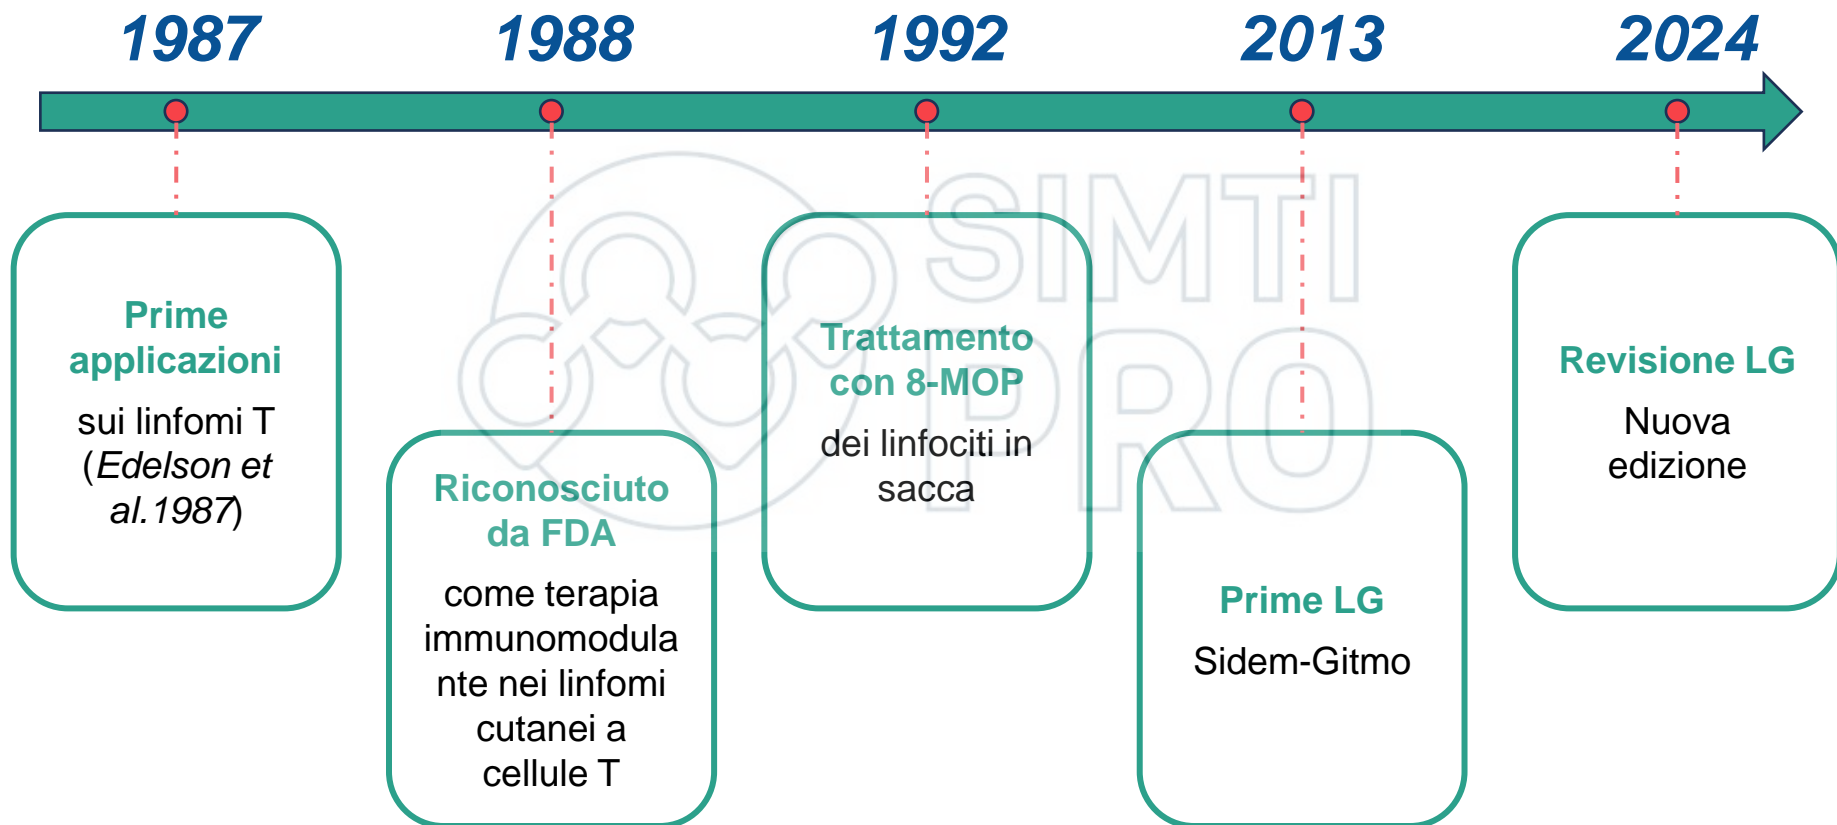 1987
1988
1992
2013
2024
Prime
applicazioni
sui linfomi T
(Edelson et
al.1987)
Riconosciuto
da FDA
come terapia
immunomodula
nte nei linfomi
cutanei a
cellule T
Trattamento
con 8-MOP
dei linfociti in
sacca
Prime LG
Sidem-Gitmo
Revisione LG
Nuova
edizione
SIMTI
PRO